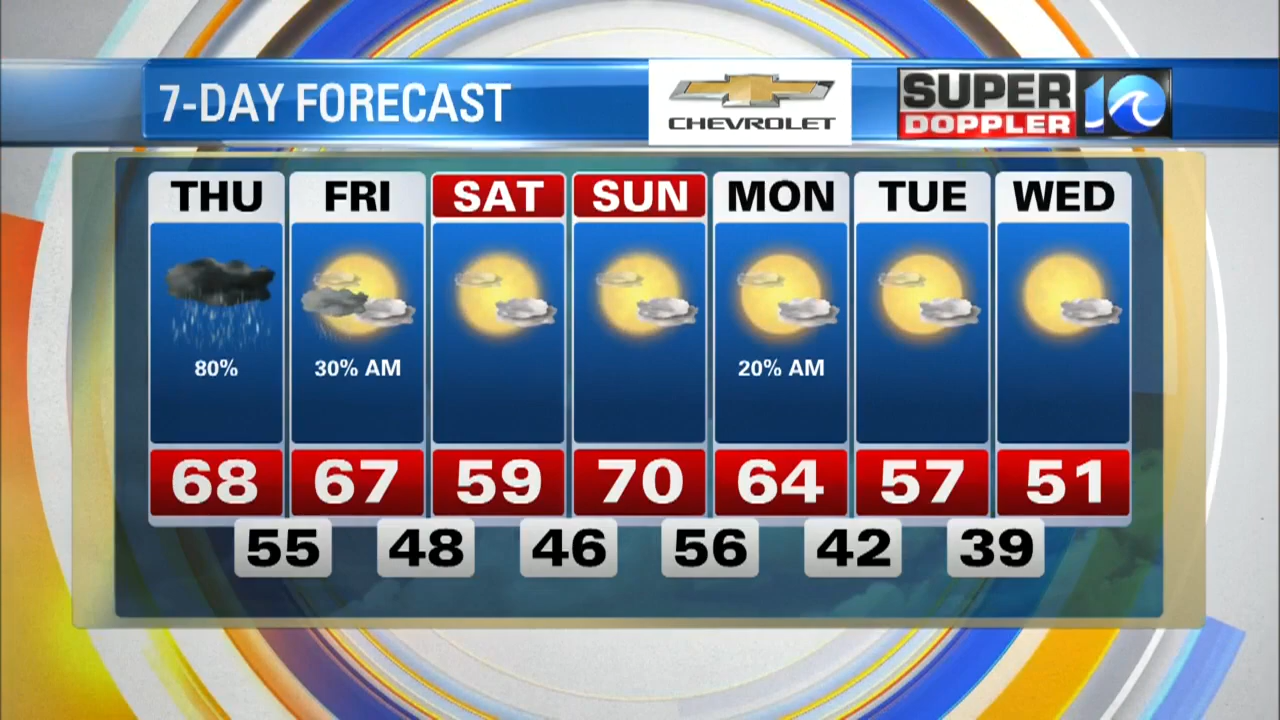 7-DAY FORECAST
CHEVROLET
SUPER
DOPPLER
10
THU FRI SAT SUN MON TUE WED
80% 30% AM 20% AM
68 67 59 70 64 57 51
55 48 46 56 42 39